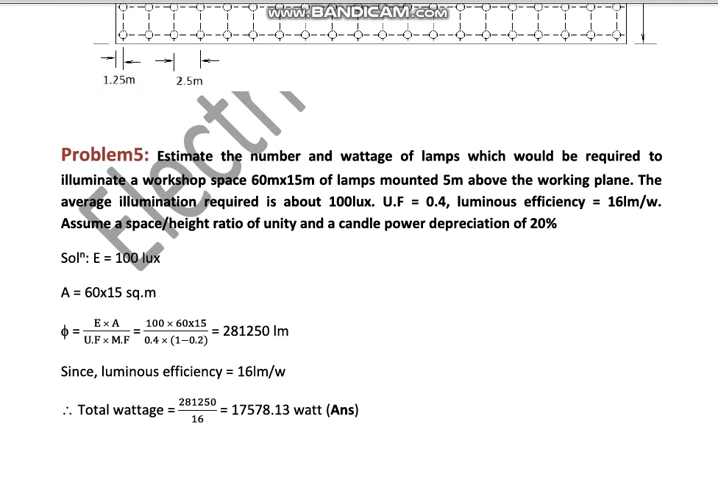 www.BANDICAM.com
1.25m 2.5m
Electri
Problem5: Estimate the number and wattage of lamps which would be required to
illuminate a workshop space 60mx15m of lamps mounted 5m above the working plane. The
average illumination required is about 100lux. U.F = 0.4, luminous efficiency = 16lm/w.
Assume a space/height ratio of unity and a candle power depreciation of 20%
Solⁿ: E = 100 lux
A = 60x15 sq.m
ϕ = E × A / U.F × M.F = 100 × 60x15 / 0.4 × (1−0.2) = 281250 lm
Since, luminous efficiency = 16lm/w
∴ Total wattage = 281250 / 16 = 17578.13 watt (Ans)